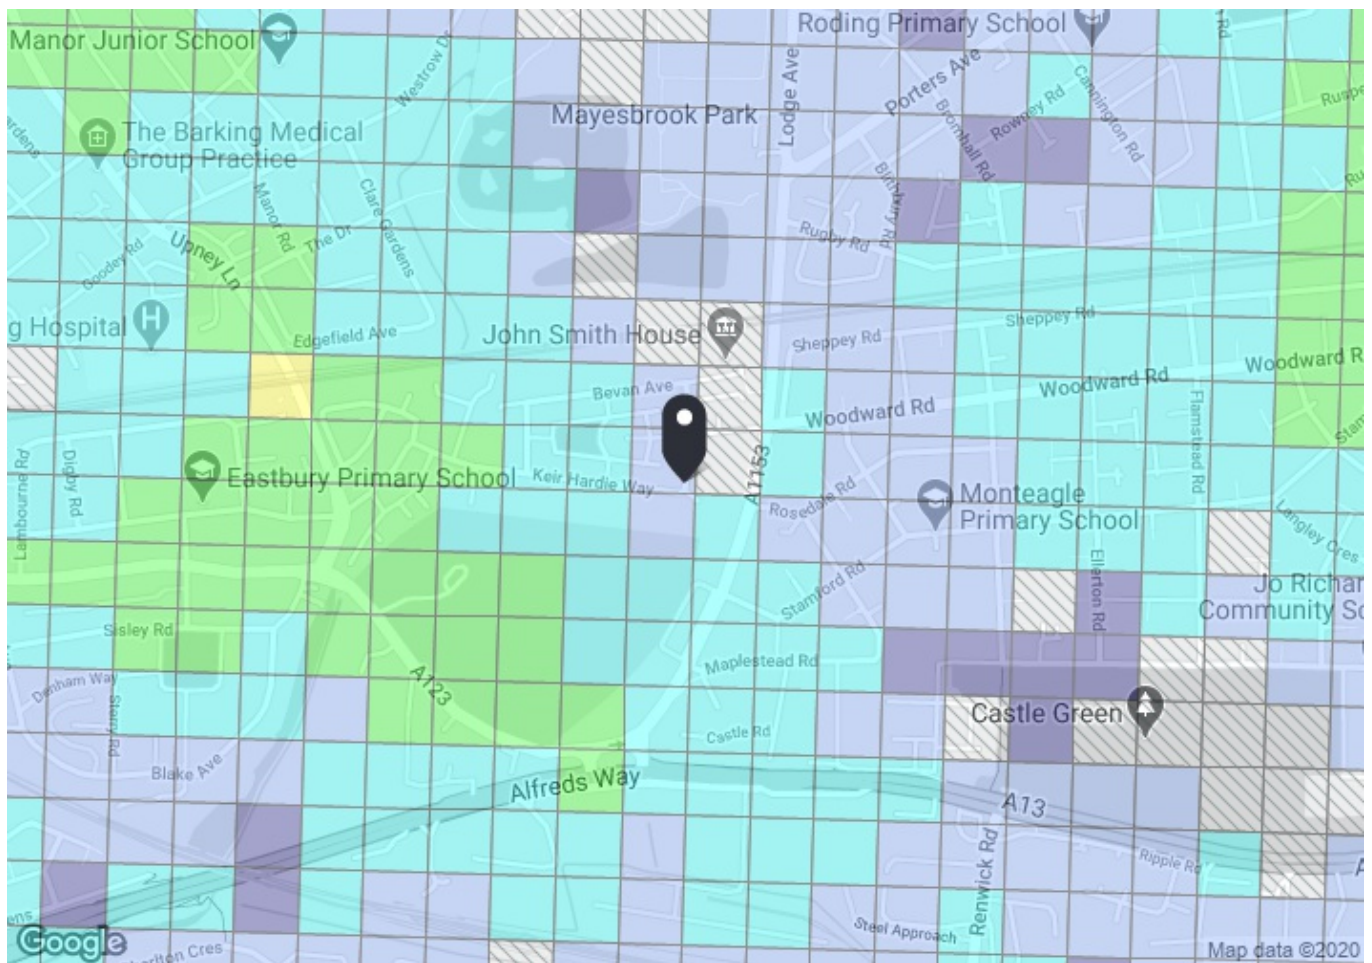 Roding Primary School
Manor Junior School
Westrow Dr
Lodge Ave
Porters Ave
Cannington Rd
Rowney Rd
Bromhall Rd
Mayesbrook Park
The Barking Medical
Group Practice
Manor Rd
Clare Gardens
The Dr
Upney Ln
Goodey Rd
Rugby Rd
g Hospital
Edgefield Ave
John Smith House
Sheppey Rd
Sheppey Rd
Woodward R
Woodward Rd
Woodward Rd
Bevan Ave
Flamstead Rd
Lambourne Rd
Digby Rd
Eastbury Primary School
Keir Hardie Way
A1153
Rosedale Rd
Monteagle
Primary School
Langley Cres
Ellerton Rd
Stamford Rd
Jo Richar
Community Sc
Sisley Rd
Maplestead Rd
Denham Way
Sterry Rd
A123
Castle Green
Castle Rd
Blake Ave
Alfreds Way
A13
Renwick Rd
Ripple Rd
Steel Approach
Google
Map data ©2020